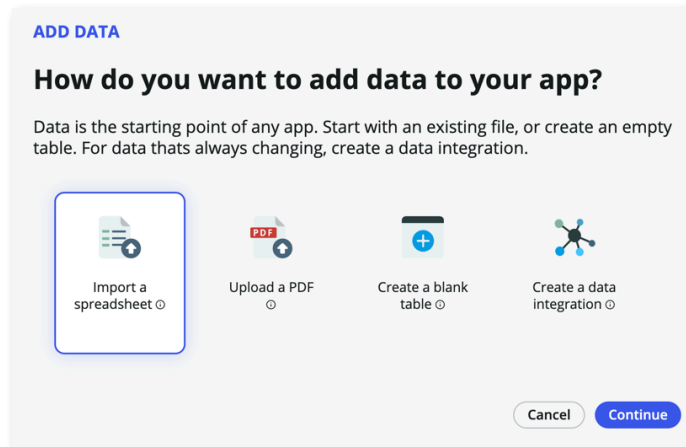 ADD DATA
How do you want to add data to your app?
Data is the starting point of any app. Start with an existing file, or create an empty
table. For data thats always changing, create a data integration.
PDF
Import a
spreadsheet
Upload a PDF
Create a blank
table
Create a data
integration
Cancel
Continue